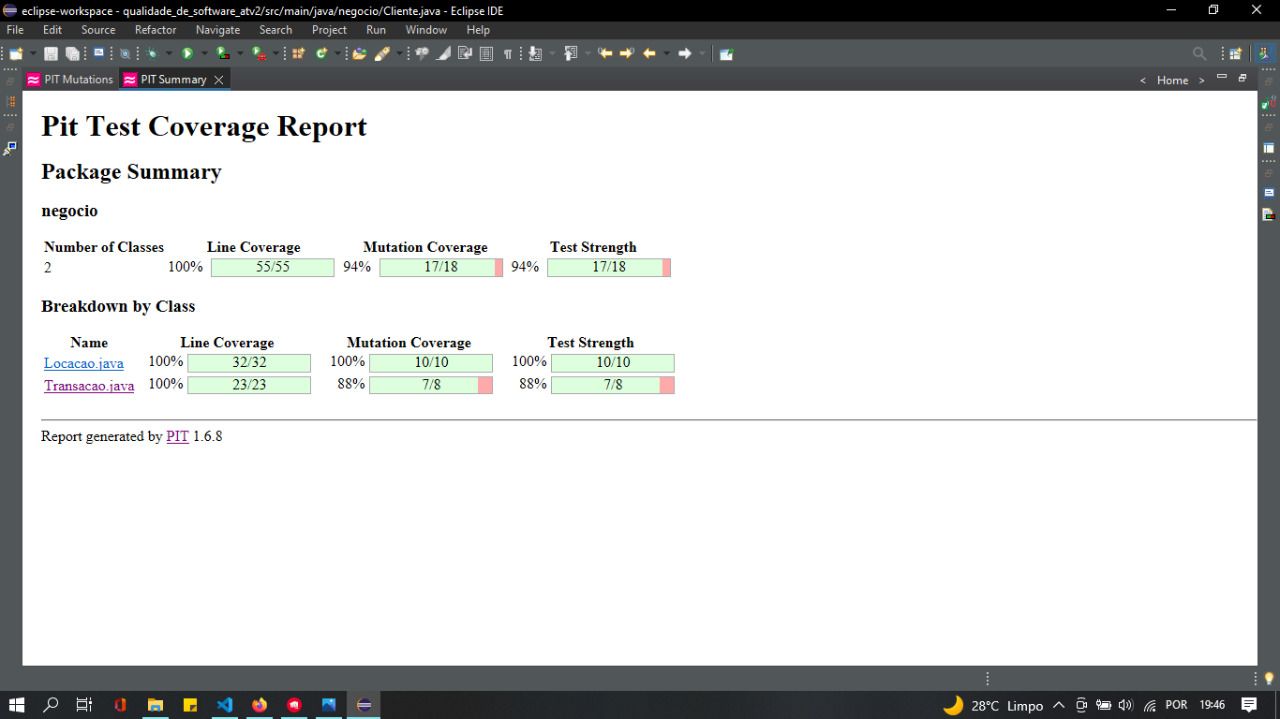 eclipse-workspace - qualidade_de_software_atv2/src/main/java/negocio/Cliente.java - Eclipse IDE
File Edit Source Refactor Navigate Search Project Run Window Help
PIT Mutations PIT Summary < Home >
Pit Test Coverage Report
Package Summary
negocio
Number of Classes Line Coverage Mutation Coverage Test Strength
2 100% 55/55 94% 17/18 94% 17/18
Breakdown by Class
Name Line Coverage Mutation Coverage Test Strength
Locacao.java 100% 32/32 100% 10/10 100% 10/10
Transacao.java 100% 23/23 88% 7/8 88% 7/8
Report generated by PIT 1.6.8
28°C Limpo POR 19:46